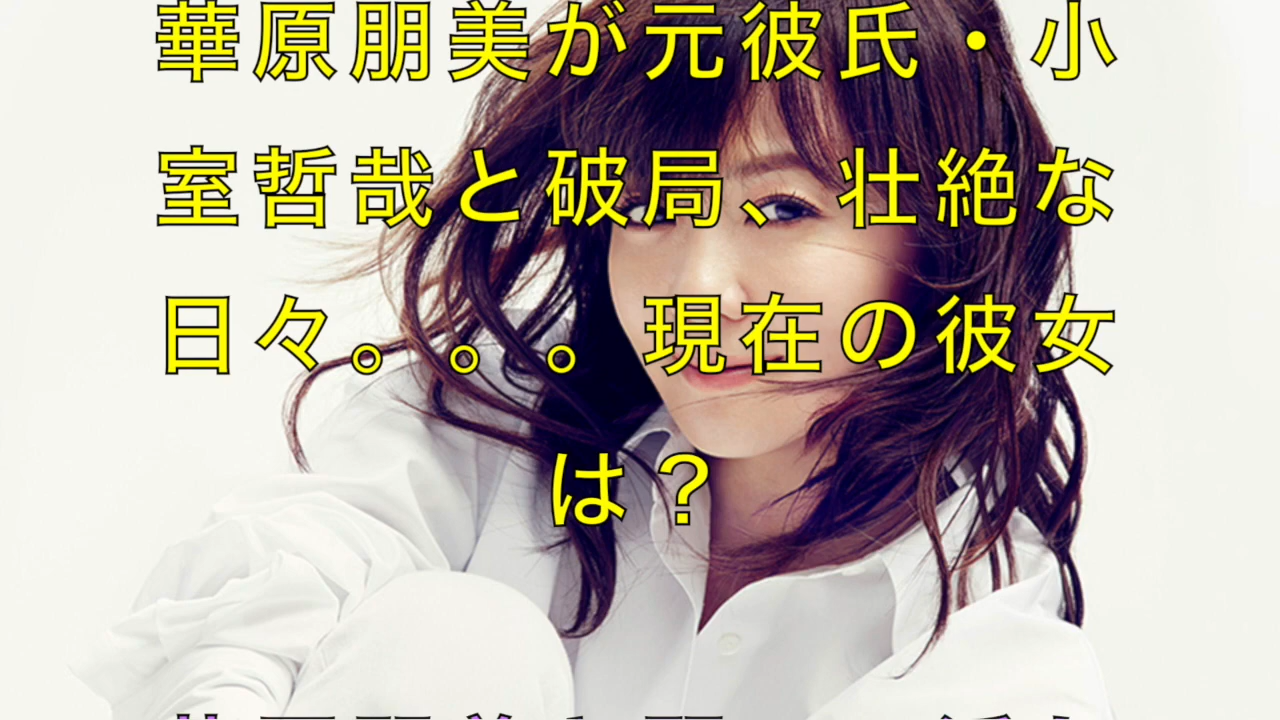 華原朋美が元彼氏・小
室哲哉と破局、壮絶な
日々。。。現在の彼女
は？